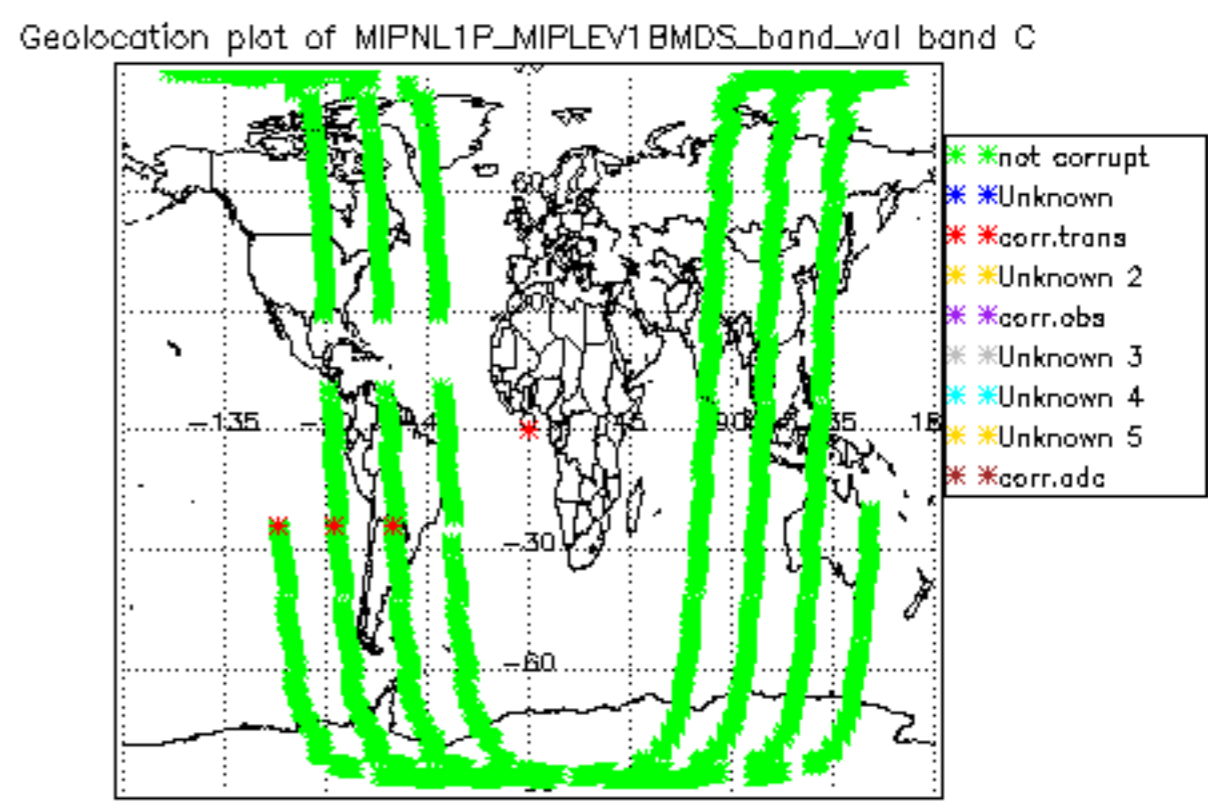 Geolocation plot of MIPNL1P_MIPLEV1BMDS_band_val band C
not corrupt
Unknown
corr.trans
Unknown 2
corr.obs
Unknown 3
Unknown 4
Unknown 5
corr.adc
60
-135
-30
-60